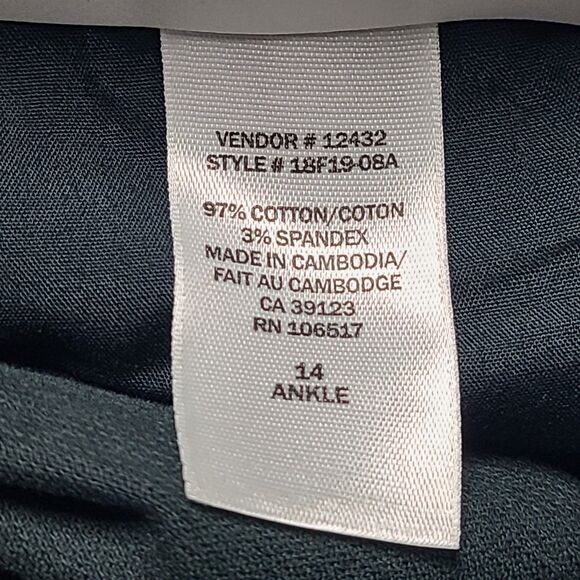 VENDOR # 12432
STYLE # 18F19-08A
97% COTTON/COTON
3% SPANDEX
MADE IN CAMBODIA/
FAIT AU CAMBODGE
CA 39123
RN 106517
14
ANKLE